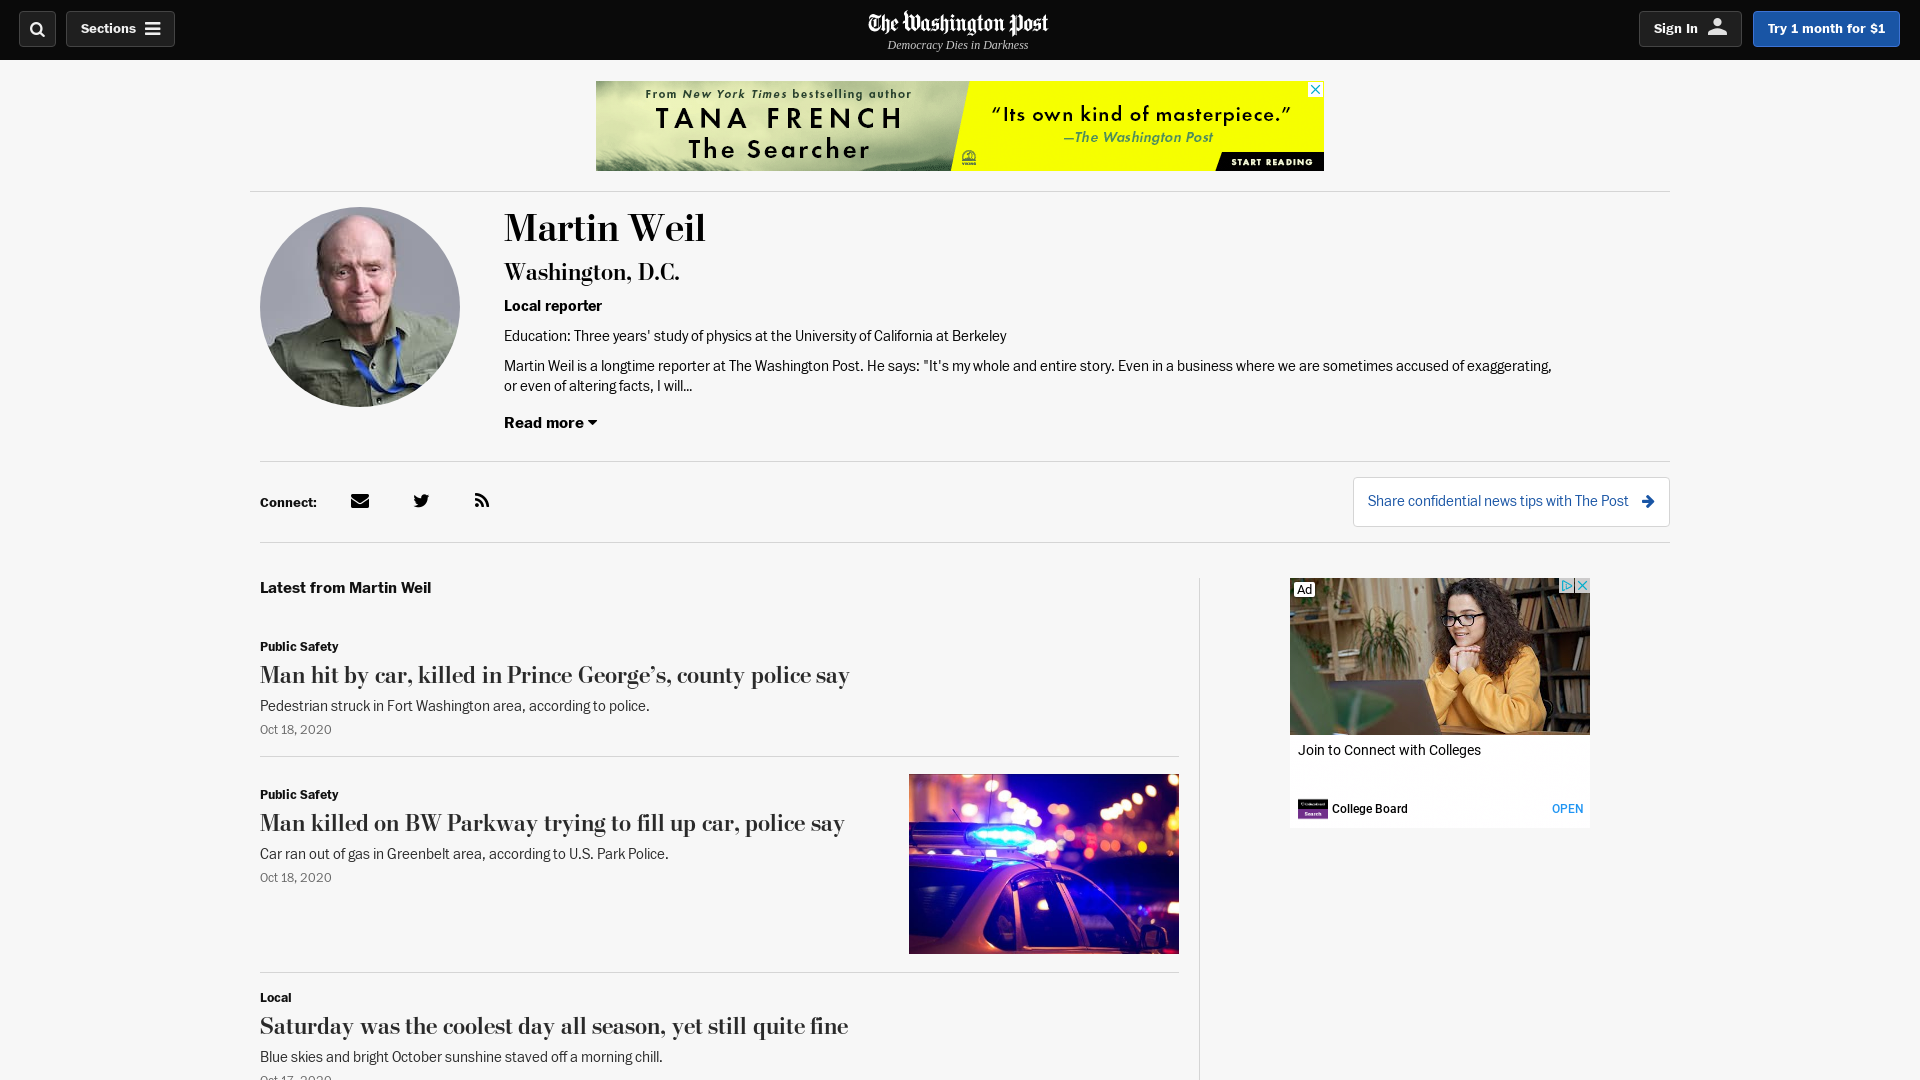 Sections
The Washington Post
Democracy Dies in Darkness
Sign In
Try 1 month for $1
From New York Times bestselling author
TANA FRENCH
The Searcher
“Its own kind of masterpiece.”
—The Washington Post
START READING
Martin Weil
Washington, D.C.
Local reporter
Education: Three years' study of physics at the University of California at Berkeley
Martin Weil is a longtime reporter at The Washington Post. He says: "It's my whole and entire story. Even in a business where we are sometimes accused of exaggerating,
or even of altering facts, I will...
Read more
Connect:
Share confidential news tips with The Post
Latest from Martin Weil
Public Safety
Man hit by car, killed in Prince George’s, county police say
Pedestrian struck in Fort Washington area, according to police.
Oct 18, 2020
Public Safety
Man killed on BW Parkway trying to fill up car, police say
Car ran out of gas in Greenbelt area, according to U.S. Park Police.
Oct 18, 2020
Local
Saturday was the coolest day all season, yet still quite fine
Blue skies and bright October sunshine staved off a morning chill.
Oct 17, 2020
Ad
Join to Connect with Colleges
College Board
OPEN